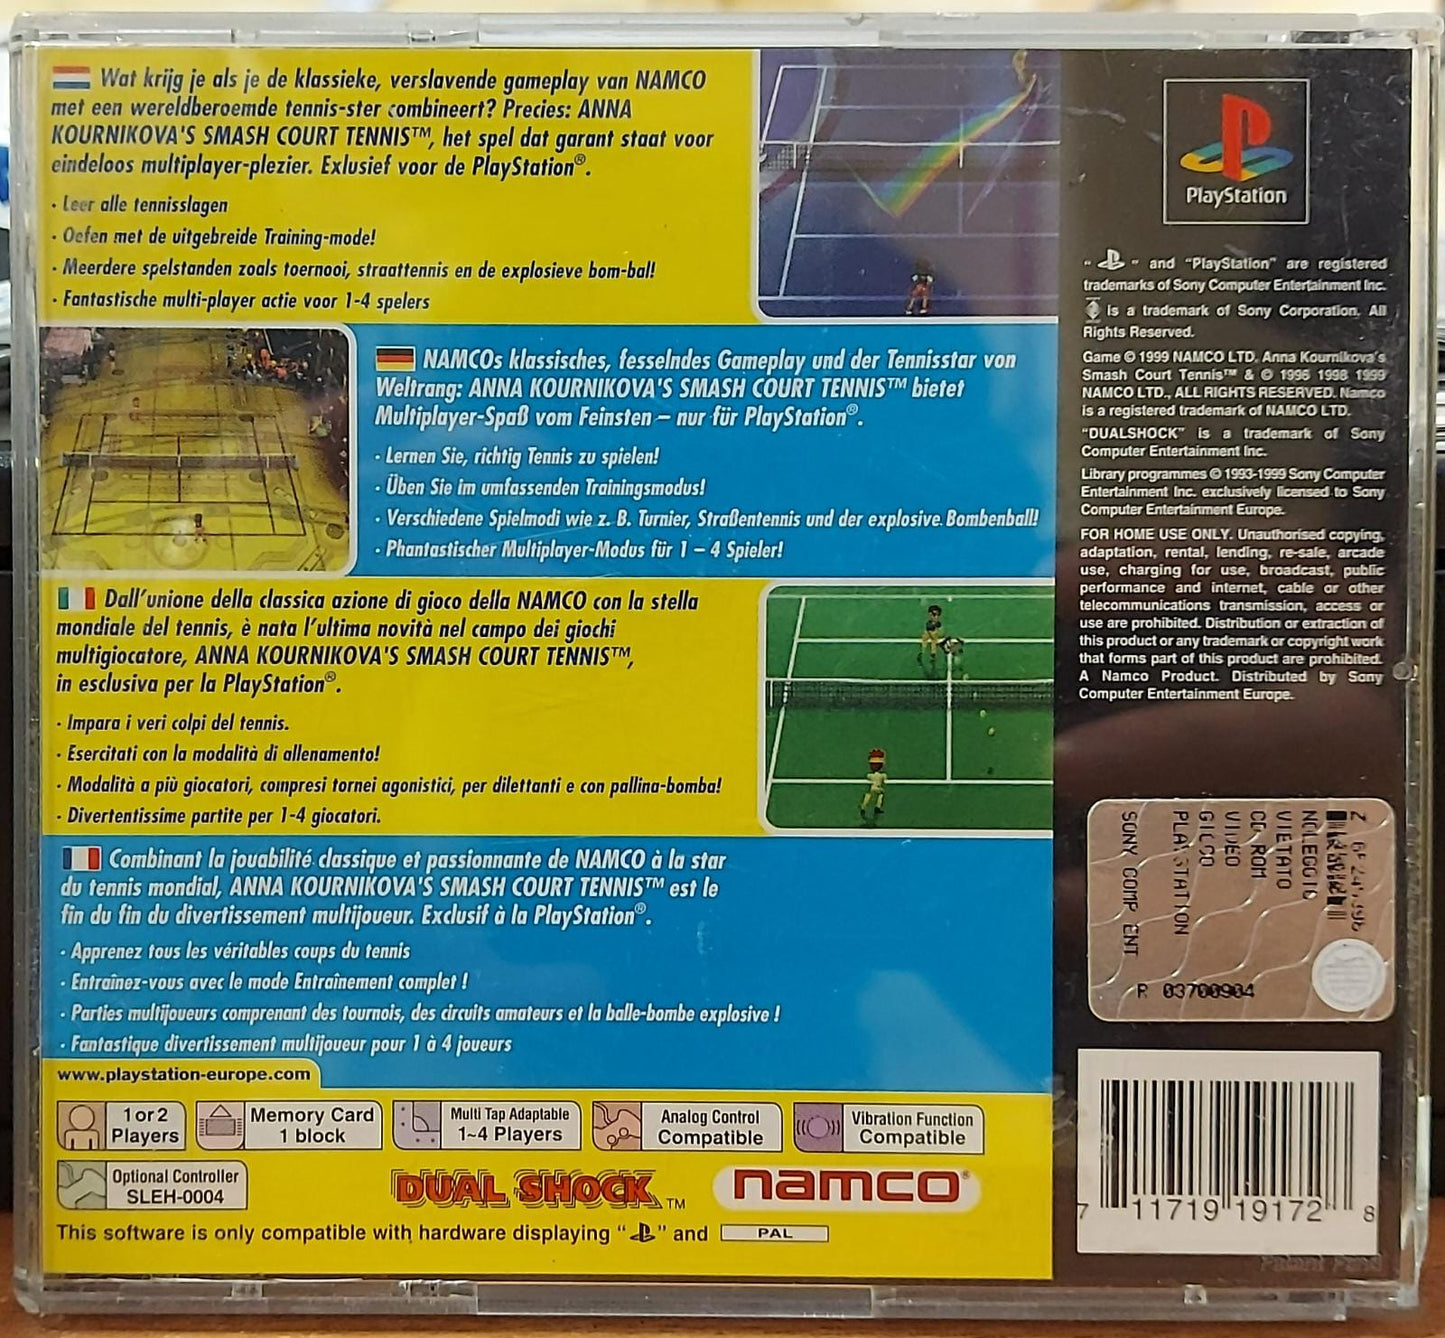 Wat krijg je als je de klassieke, verslavende gameplay van NAMCO
met een wereldberoemde tennis-ster combineert? Precies: ANNA
KOURNIKOVA'S SMASH COURT TENNIS™, het spel dat garant staat voor
eindeloos multiplayer-plezier. Exlusief voor de PlayStation®.
· Leer alle tennisslagen
· Oefen met de uitgebreide Training-mode!
· Meerdere spelstanden zoals toernooi, straattennis en de explosieve bom-bal!
· Fantastische multi-player actie voor 1-4 spelers
NAMCOs klassisches, fesselndes Gameplay und der Tennisstar von
Weltrang: ANNA KOURNIKOVA'S SMASH COURT TENNIS™ bietet
Multiplayer-Spaß vom Feinsten – nur für PlayStation®.
· Lernen Sie, richtig Tennis zu spielen!
· Üben Sie im umfassenden Trainingsmodus!
· Verschiedene Spielmodi wie z. B. Turnier, Straßentennis und der explosive Bombenball!
· Phantastischer Multiplayer-Modus für 1 – 4 Spieler!
Dall'unione della classica azione di gioco della NAMCO con la stella
mondiale del tennis, è nata l'ultima novità nel campo dei giochi
multigiocatore, ANNA KOURNIKOVA'S SMASH COURT TENNIS™,
in esclusiva per la PlayStation®.
· Impara i veri colpi del tennis.
· Esercitati con la modalità di allenamento!
· Modalità a più giocatori, compresi tornei agonistici, per dilettanti e con pallina-bomba!
· Divertentissime partite per 1-4 giocatori.
Combinant la jouabilité classique et passionnante de NAMCO à la star
du tennis mondial, ANNA KOURNIKOVA'S SMASH COURT TENNIS™ est le
fin du fin du divertissement multijoueur. Exclusif à la PlayStation®.
· Apprenez tous les véritables coups du tennis
· Entraînez-vous avec le mode Entraînement complet !
· Parties multijoueurs comprenant des tournois, des circuits amateurs et la balle-bombe explosive !
· Fantastique divertissement multijoueur pour 1 à 4 joueurs
www.playstation-europe.com
1 or 2
Players
Memory Card
1 block
Multi Tap Adaptable
1~4 Players
Analog Control
Compatible
Vibration Function
Compatible
Optional Controller
SLEH-0004
DUAL SHOCK™
namco®
This software is only compatible with hardware displaying " " and PAL
PlayStation
" " and "PlayStation" are registered
trademarks of Sony Computer Entertainment Inc.
is a trademark of Sony Corporation. All
Rights Reserved.
Game © 1999 NAMCO LTD. Anna Kournikova's
Smash Court Tennis™ & © 1996 1998 1999
NAMCO LTD., ALL RIGHTS RESERVED. Namco
is a registered trademark of NAMCO LTD.
"DUALSHOCK" is a trademark of Sony
Computer Entertainment Inc.
Library programmes © 1993-1999 Sony Computer
Entertainment Inc. exclusively licensed to Sony
Computer Entertainment Europe.
FOR HOME USE ONLY. Unauthorised copying,
adaptation, rental, lending, re-sale, arcade
use, charging for use, broadcast, public
performance and internet, cable or other
telecommunications transmission, access or
use are prohibited. Distribution or extraction of
this product or any trademark or copyright work
that forms part of this product are prohibited.
A Namco Product. Distributed by Sony
Computer Entertainment Europe.
NOLEGGIO
VIETATO
CD ROM
VIDEO
GIOCO
PLAYSTATION
SONY COMP ENT
R 03700904
7 11719 19172 8